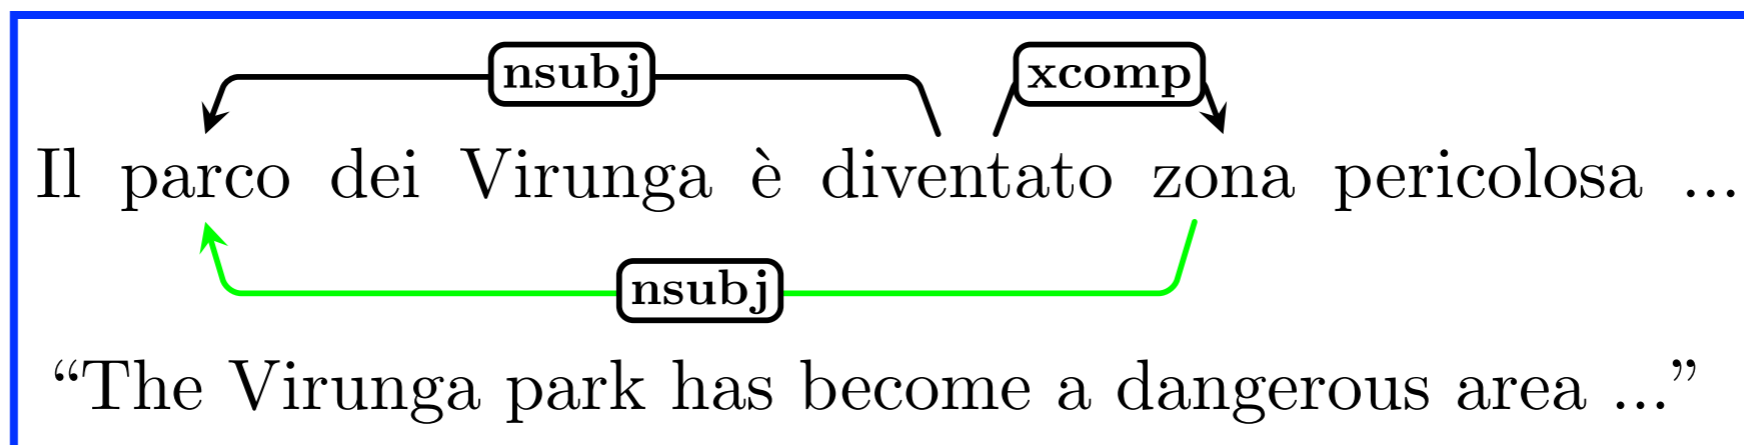 nsubj xcomp
Il parco dei Virunga è diventato zona pericolosa ...
nsubj
“The Virunga park has become a dangerous area ...”